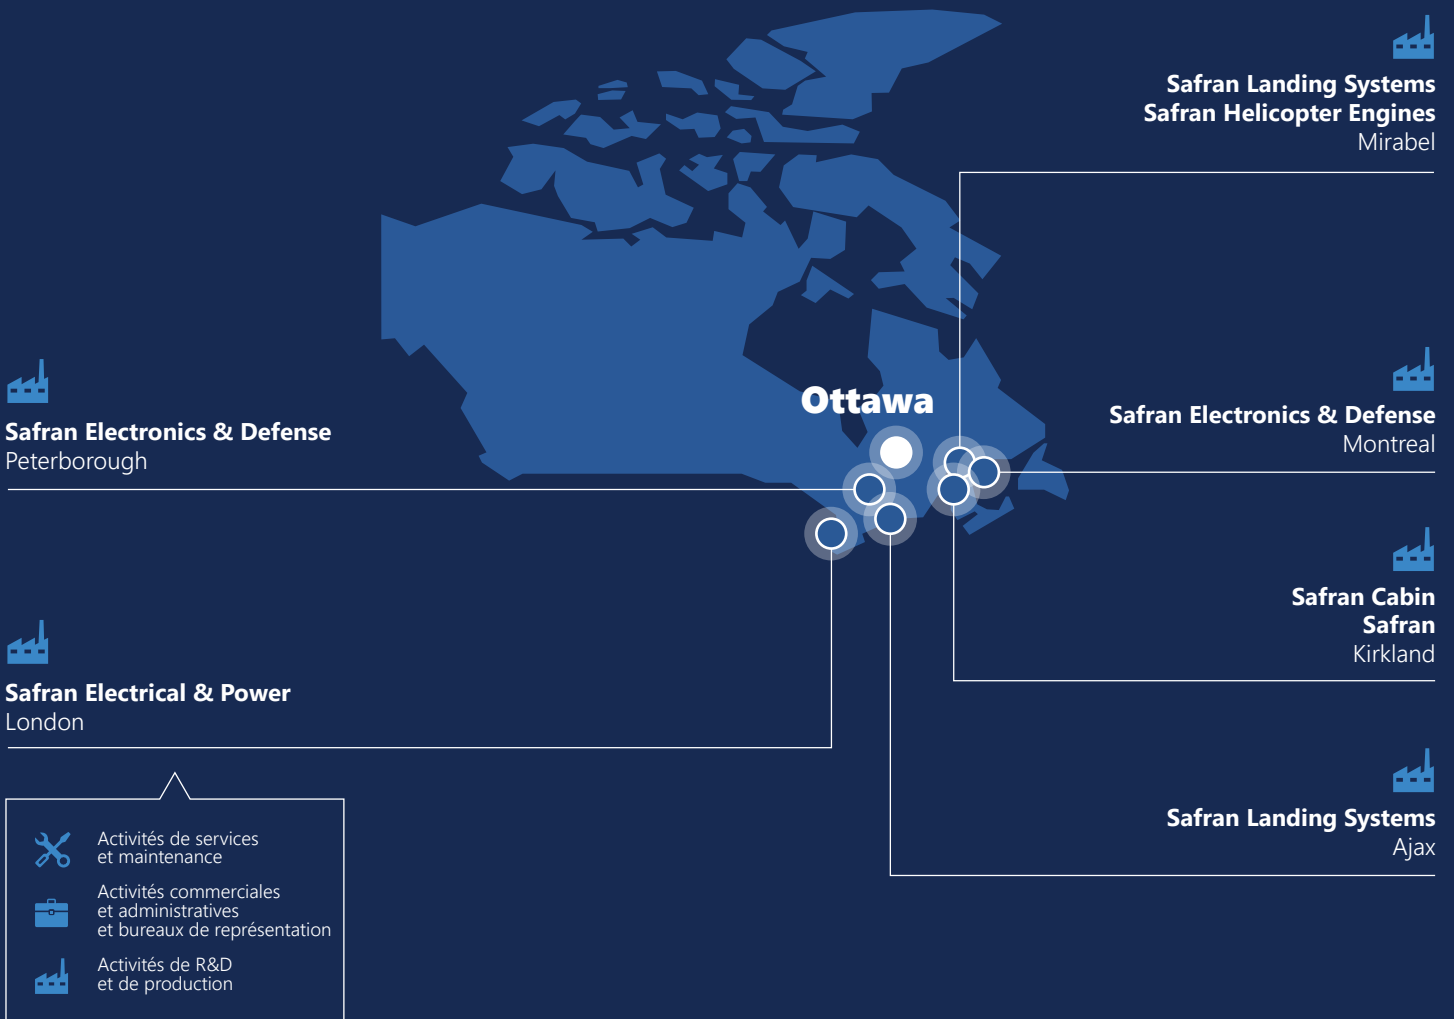 Safran Landing Systems
Safran Helicopter Engines
Mirabel
Ottawa
Safran Electronics & Defense
Montreal
Safran Electronics & Defense
Peterborough
Safran Cabin
Safran
Kirkland
Safran Electrical & Power
London
Safran Landing Systems
Ajax
Activités de services
et maintenance
Activités commerciales
et administratives
et bureaux de représentation
Activités de R&D
et de production